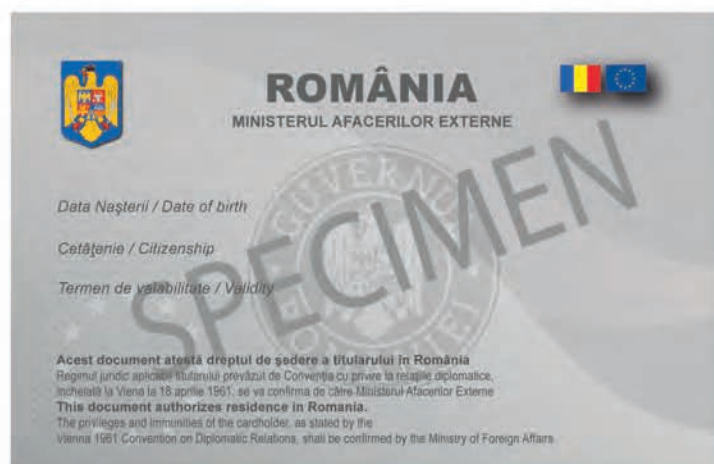 ROMÂNIA
MINISTERUL AFACERILOR EXTERNE
SPECIMEN
GUVERNUL ROMÂNIEI
Data Naşterii / Date of birth
Cetăţenie / Citizenship
Termen de valabilitate / Validity
Acest document atestă dreptul de şedere a titularului în România
Regimul juridic aplicabil titularului prevăzut de Convenţia cu privire la relaţiile diplomatice,
încheiată la Viena la 18 aprilie 1961, se va confirma de către Ministerul Afacerilor Externe
This document authorizes residence in Romania.
The privileges and immunities of the cardholder, as stated by the
Vienna 1961 Convention on Diplomatic Relations, shall be confirmed by the Ministry of Foreign Affairs